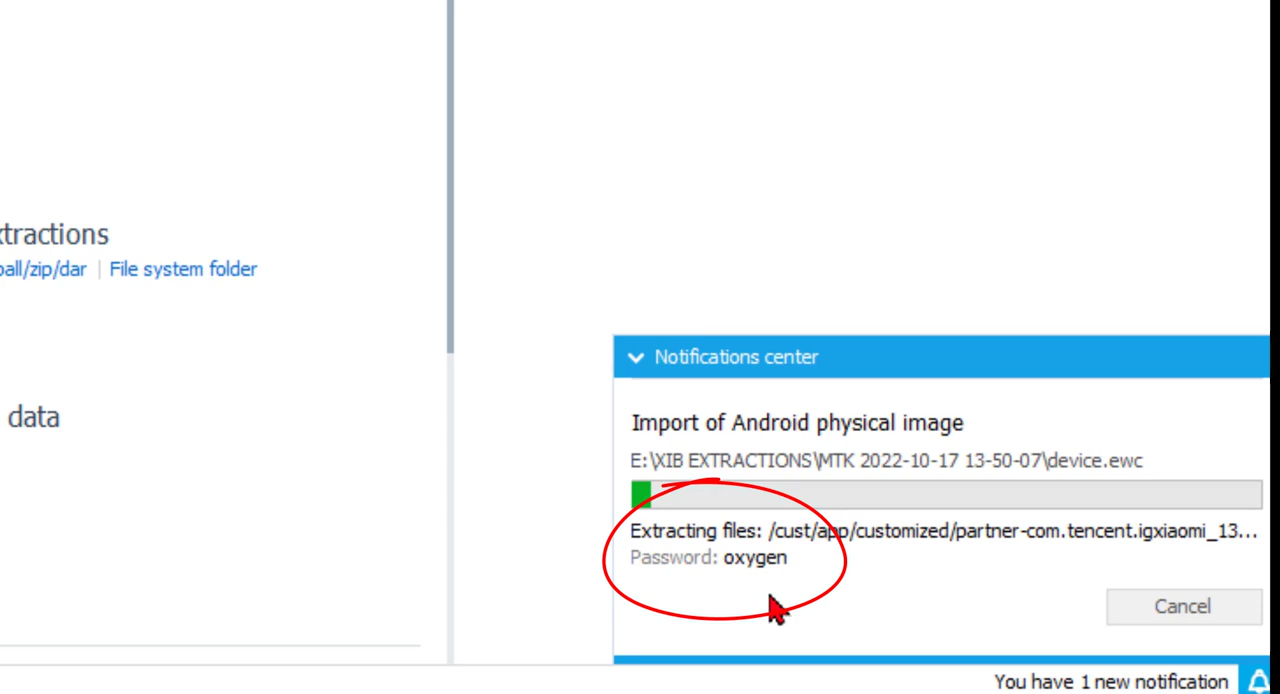 xtractions
ball/zip/dar | File system folder
data
Notifications center
Import of Android physical image
E:\XIB EXTRACTIONS\MTK 2022-10-17 13-50-07\device.ewc
Extracting files: /cust/app/customized/partner-com.tencent.igxiaomi_13...
Password: oxygen
Cancel
You have 1 new notification